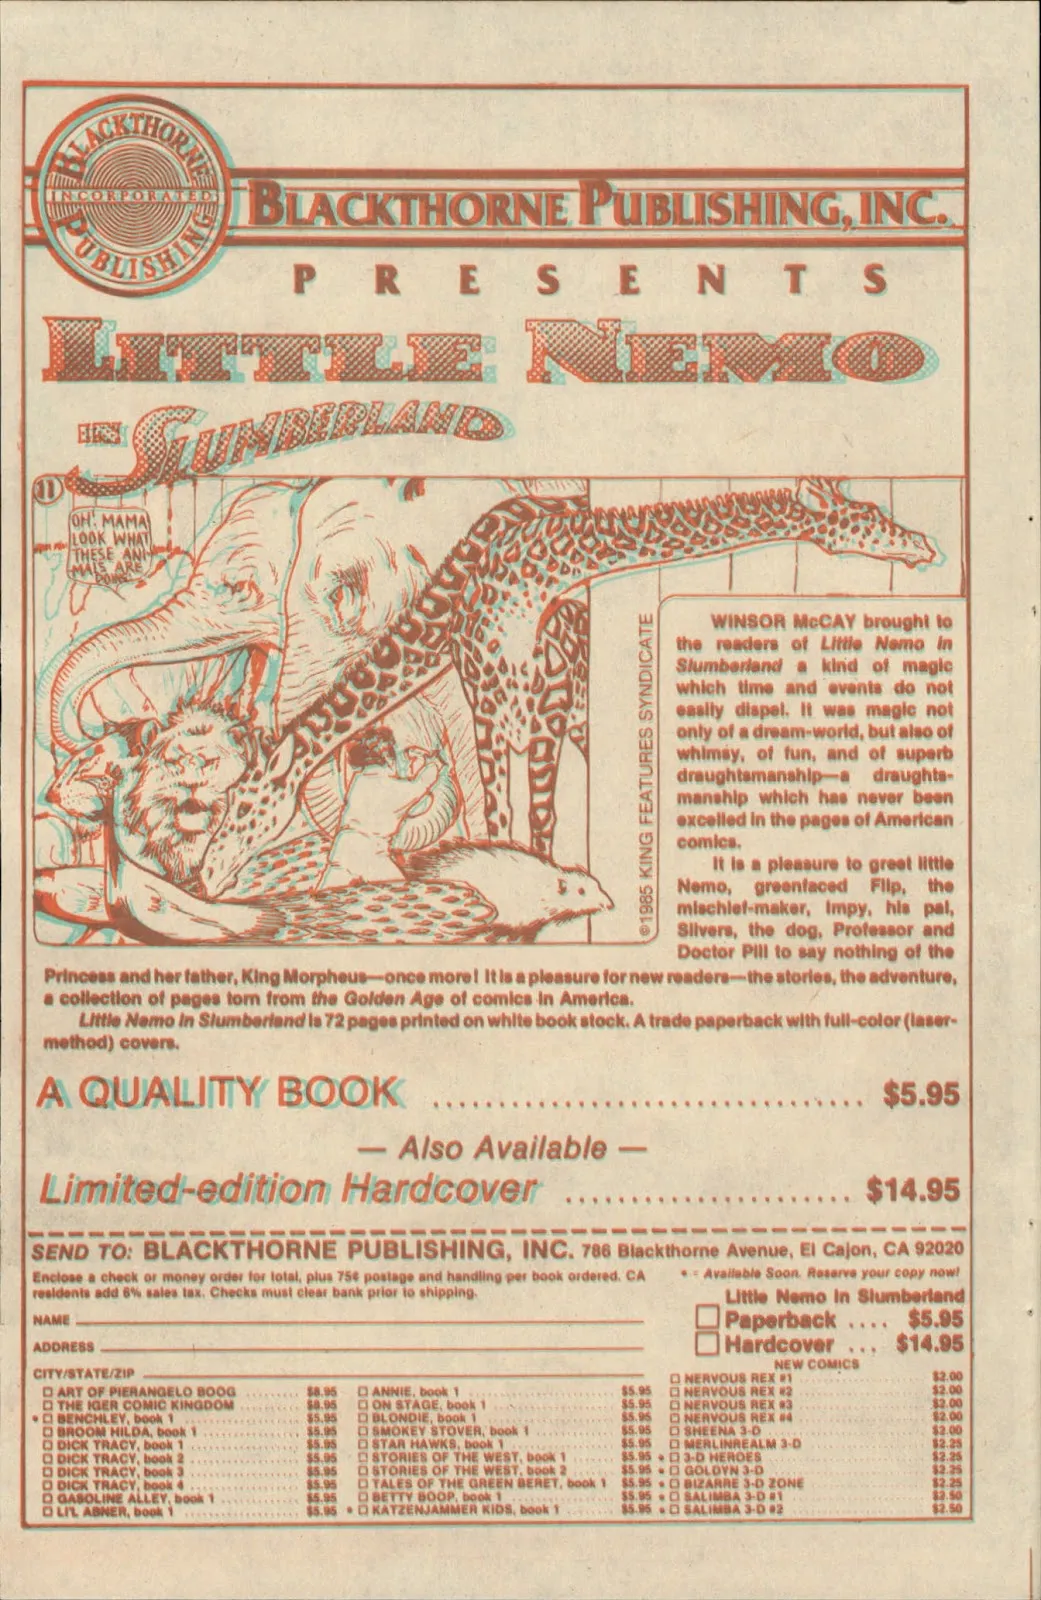 BLACKTHORNE
INCORPORATED
PUBLISHING
BLACKTHORNE PUBLISHING, INC.
PRESENTS
LITTLE NEMO
IN SLUMBERLAND
11
OH! MAMA
LOOK WHAT
THESE ANI-
MALS ARE
DOING!
©1985 KING FEATURES SYNDICATE
WINSOR McCAY brought to
the readers of Little Nemo in
Slumberland a kind of magic
which time and events do not
easily dispel. It was magic not
only of a dream-world, but also of
whimsy, of fun, and of superb
draughtsmanship—a draughts-
manship which has never been
excelled in the pages of American
comics.
It is a pleasure to greet little
Nemo, greenfaced Flip, the
mischief-maker, Impy, his pal,
Slivers, the dog, Professor and
Doctor Pill to say nothing of the
Princess and her father, King Morpheus—once more! It is a pleasure for new readers—the stories, the adventure,
a collection of pages torn from the Golden Age of comics in America.
Little Nemo in Slumberland is 72 pages printed on white book stock. A trade paperback with full-color (laser-
method) covers.
A QUALITY BOOK .................................. $5.95
— Also Available —
Limited-edition Hardcover ...................... $14.95
SEND TO: BLACKTHORNE PUBLISHING, INC. 786 Blackthorne Avenue, El Cajon, CA 92020
Enclose a check or money order for total, plus 75¢ postage and handling per book ordered. CA
residents add 6% sales tax. Checks must clear bank prior to shipping.
• = Available Soon. Reserve your copy now!
NAME
ADDRESS
CITY/STATE/ZIP
Little Nemo in Slumberland
Paperback .... $5.95
Hardcover ... $14.95
ART OF PIERANGELO BOOG $8.95
THE IGER COMIC KINGDOM $8.95
• BENCHLEY, book 1 $5.95
BROOM HILDA, book 1 $5.95
DICK TRACY, book 1 $5.95
DICK TRACY, book 2 $5.95
DICK TRACY, book 3 $5.95
DICK TRACY, book 4 $5.95
GASOLINE ALLEY, book 1 $5.95
LI'L ABNER, book 1 $5.95
ANNIE, book 1 $5.95
ON STAGE, book 1 $5.95
BLONDIE, book 1 $5.95
SMOKEY STOVER, book 1 $5.95
STAR HAWKS, book 1 $5.95
STORIES OF THE WEST, book 1 $5.95
STORIES OF THE WEST, book 2 $5.95
TALES OF THE GREEN BERET, book 1 $5.95
BETTY BOOP, book 1 $5.95
• KATZENJAMMER KIDS, book 1 $5.95
NEW COMICS
NERVOUS REX #1 $2.00
NERVOUS REX #2 $2.00
NERVOUS REX #3 $2.00
NERVOUS REX #4 $2.00
SHEENA 3-D $2.00
MERLINREALM 3-D $2.25
• 3-D HEROES $2.25
• GOLDYN 3-D $2.25
• BIZARRE 3-D ZONE $2.25
• SALIMBA 3-D #1 $2.50
• SALIMBA 3-D #2 $2.50